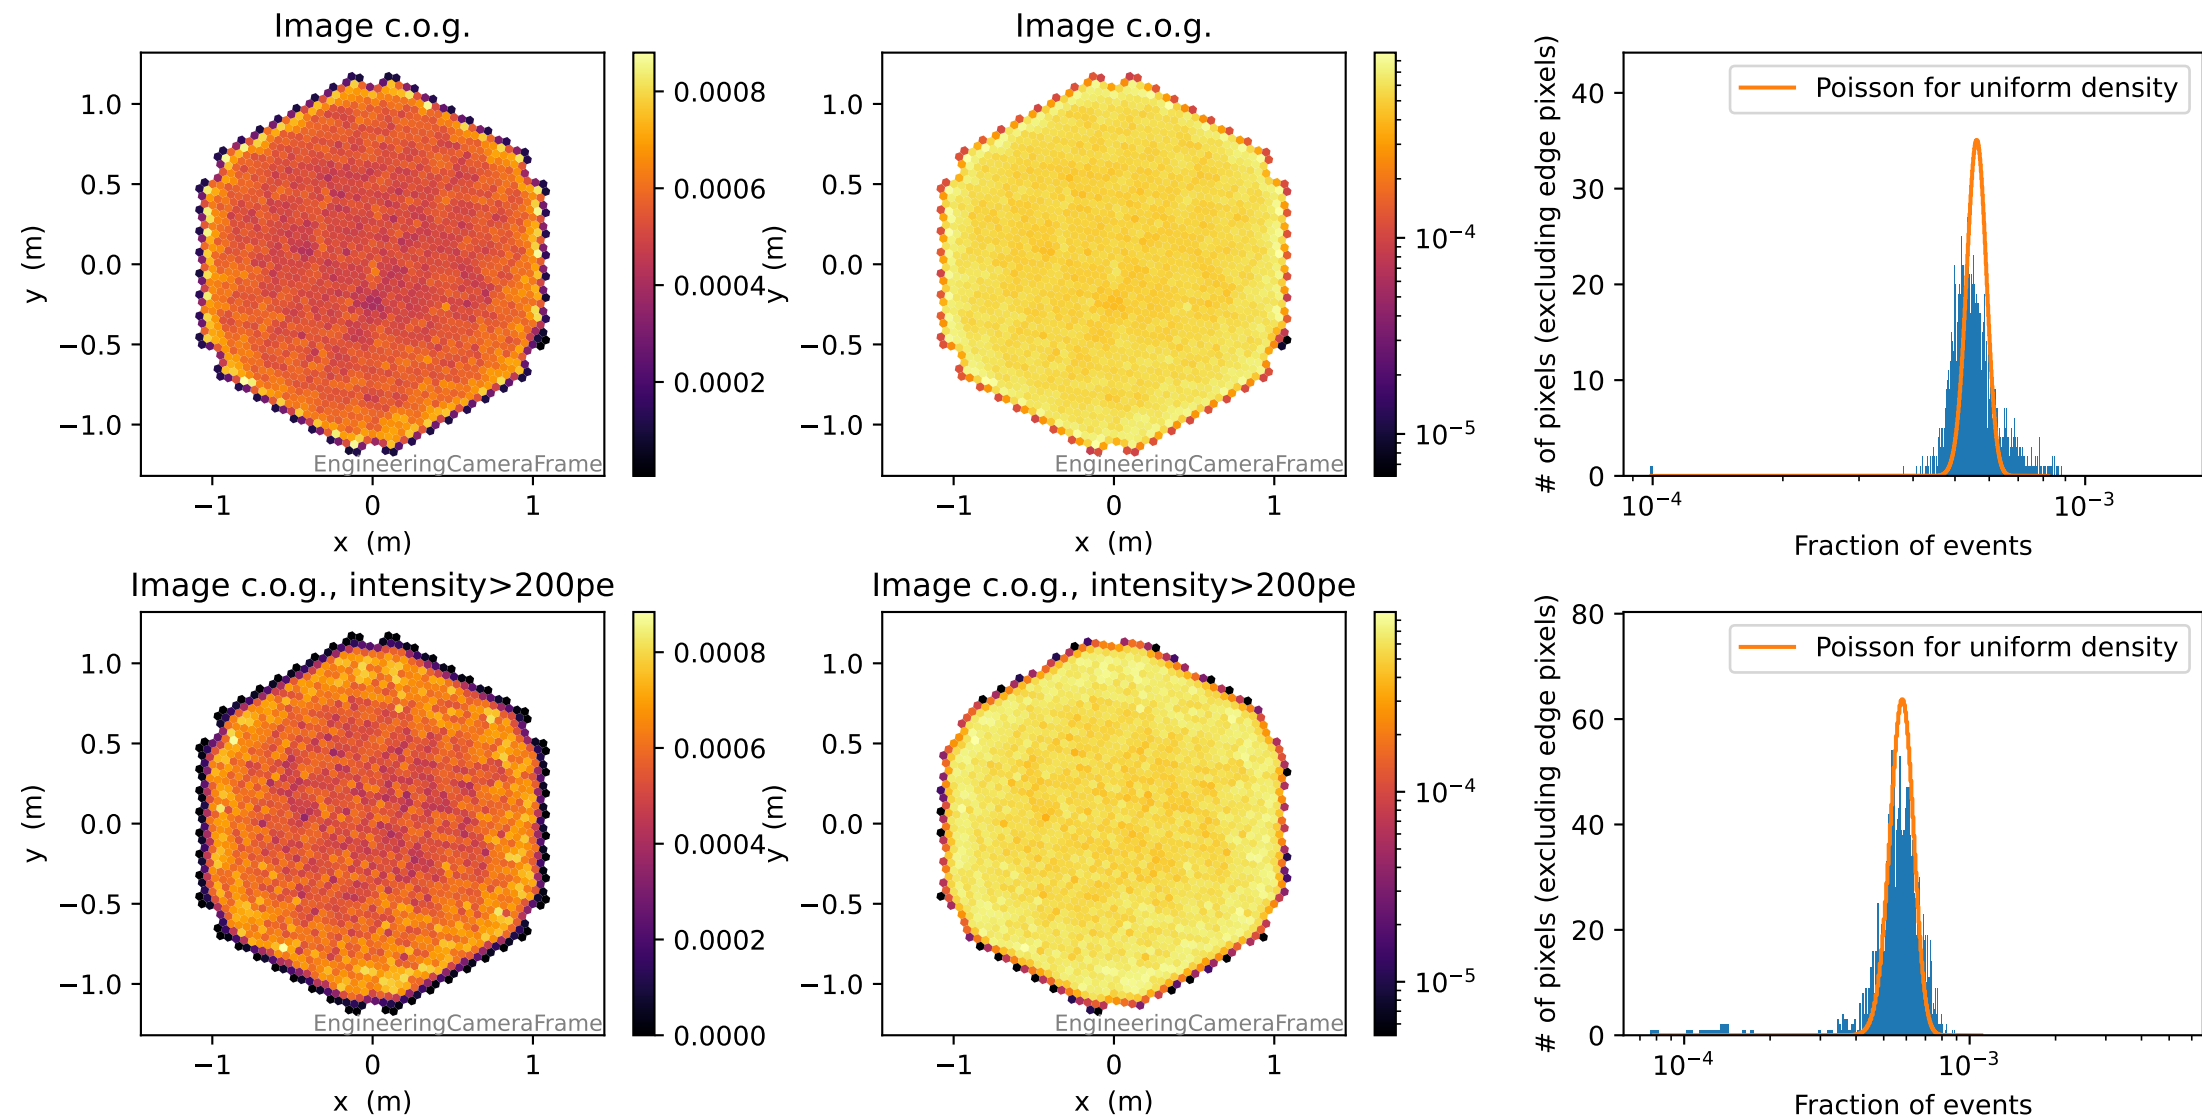 Image c.o.g.
1.0
0.5
0.0
−0.5
−1.0
y (m)
−1
0
1
x (m)
EngineeringCameraFrame
0.0008
0.0006
0.0004
0.0002
Image c.o.g.
1.0
0.5
0.0
−0.5
−1.0
y (m)
−1
0
1
x (m)
EngineeringCameraFrame
10⁻⁴
10⁻⁵
# of pixels (excluding edge pixels)
40
30
20
10
0
Poisson for uniform density
10⁻⁴
10⁻³
Fraction of events
Image c.o.g., intensity>200pe
1.0
0.5
0.0
−0.5
−1.0
y (m)
−1
0
1
x (m)
EngineeringCameraFrame
0.0008
0.0006
0.0004
0.0002
0.0000
Image c.o.g., intensity>200pe
1.0
0.5
0.0
−0.5
−1.0
y (m)
−1
0
1
x (m)
EngineeringCameraFrame
10⁻⁴
10⁻⁵
# of pixels (excluding edge pixels)
80
60
40
20
0
Poisson for uniform density
10⁻⁴
10⁻³
Fraction of events